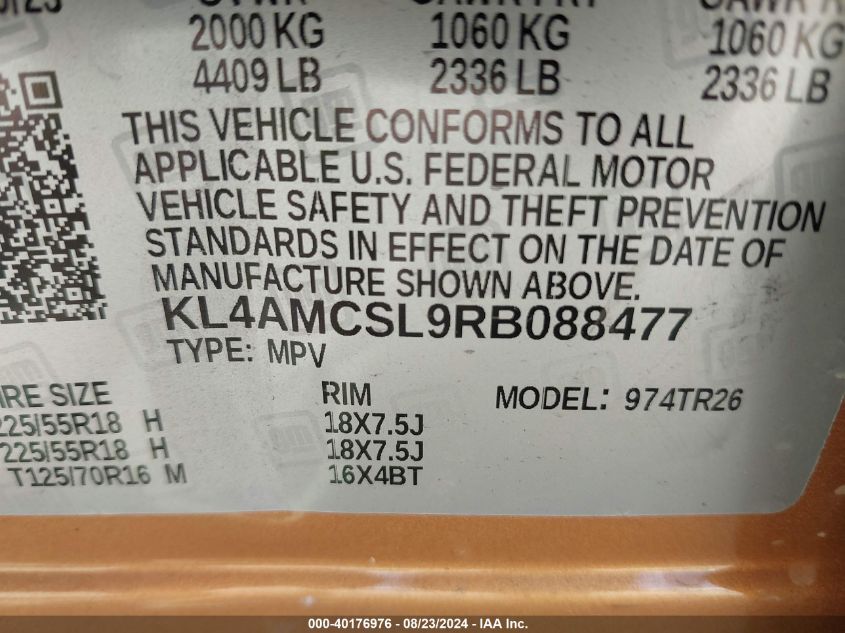 2000 KG 1060 KG 1060 KG
4409 LB 2336 LB 2336 LB
THIS VEHICLE CONFORMS TO ALL
APPLICABLE U.S. FEDERAL MOTOR
VEHICLE SAFETY AND THEFT PREVENTION
STANDARDS IN EFFECT ON THE DATE OF
MANUFACTURE SHOWN ABOVE.
KL4AMCSL9RB088477
TYPE: MPV
IRE SIZE RIM MODEL: 974TR26
225/55R18 H 18X7.5J
225/55R18 H 18X7.5J
T125/70R16 M 16X4BT
000-40176976 - 08/23/2024 - IAAI Inc.